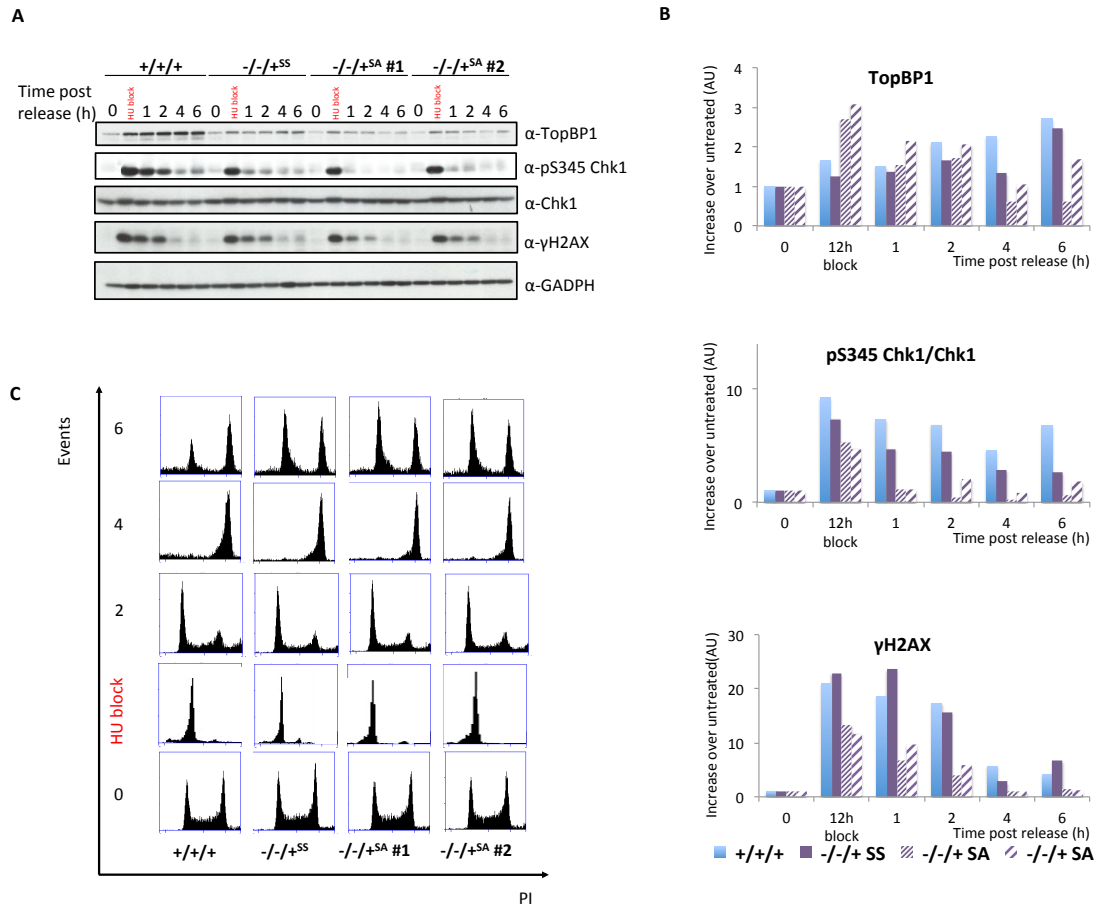 A
+/+/+ -/-/+SS -/-/+SA #1 -/-/+SA #2
Time post release (h)
0 HU block 1 2 4 6 0 HU block 1 2 4 6 0 HU block 1 2 4 6 0 HU block 1 2 4 6
α-TopBP1
α-pS345 Chk1
α-Chk1
α-γH2AX
α-GADPH
B
TopBP1
Increase over untreated (AU)
4
3
2
1
0
0 12h block 1 2 4 6
Time post release (h)
pS345 Chk1/Chk1
Increase over untreated (AU)
10
0
0 12h block 1 2 4 6
Time post release (h)
γH2AX
Increase over untreated(AU)
30
20
10
0
0 12h block 1 2 4 6
Time post release (h)
+/+/+ -/-/+ SS -/-/+ SA -/-/+ SA
C
Events
6
4
2
HU block
0
+/+/+ -/-/+SS -/-/+SA #1 -/-/+SA #2
PI